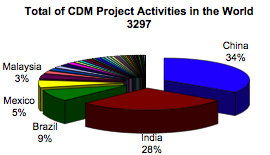 Total of CDM Project Activities in the World
3297
China
34%
Malaysia
3%
Mexico
5%
Brazil
9%
India
28%